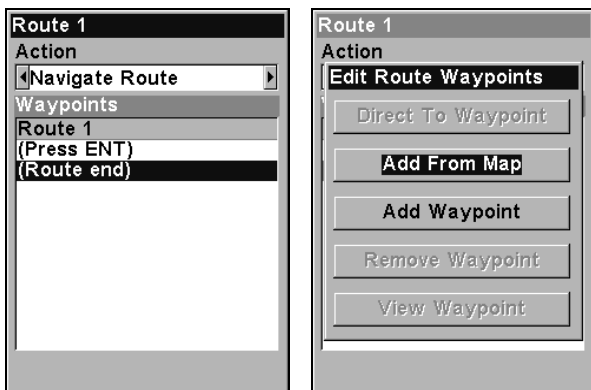 Route 1
Action
Navigate Route
Waypoints
Route 1
(Press ENT)
(Route end)
Route 1
Action
Edit Route Waypoints
Direct To Waypoint
Add From Map
Add Waypoint
Remove Waypoint
View Waypoint